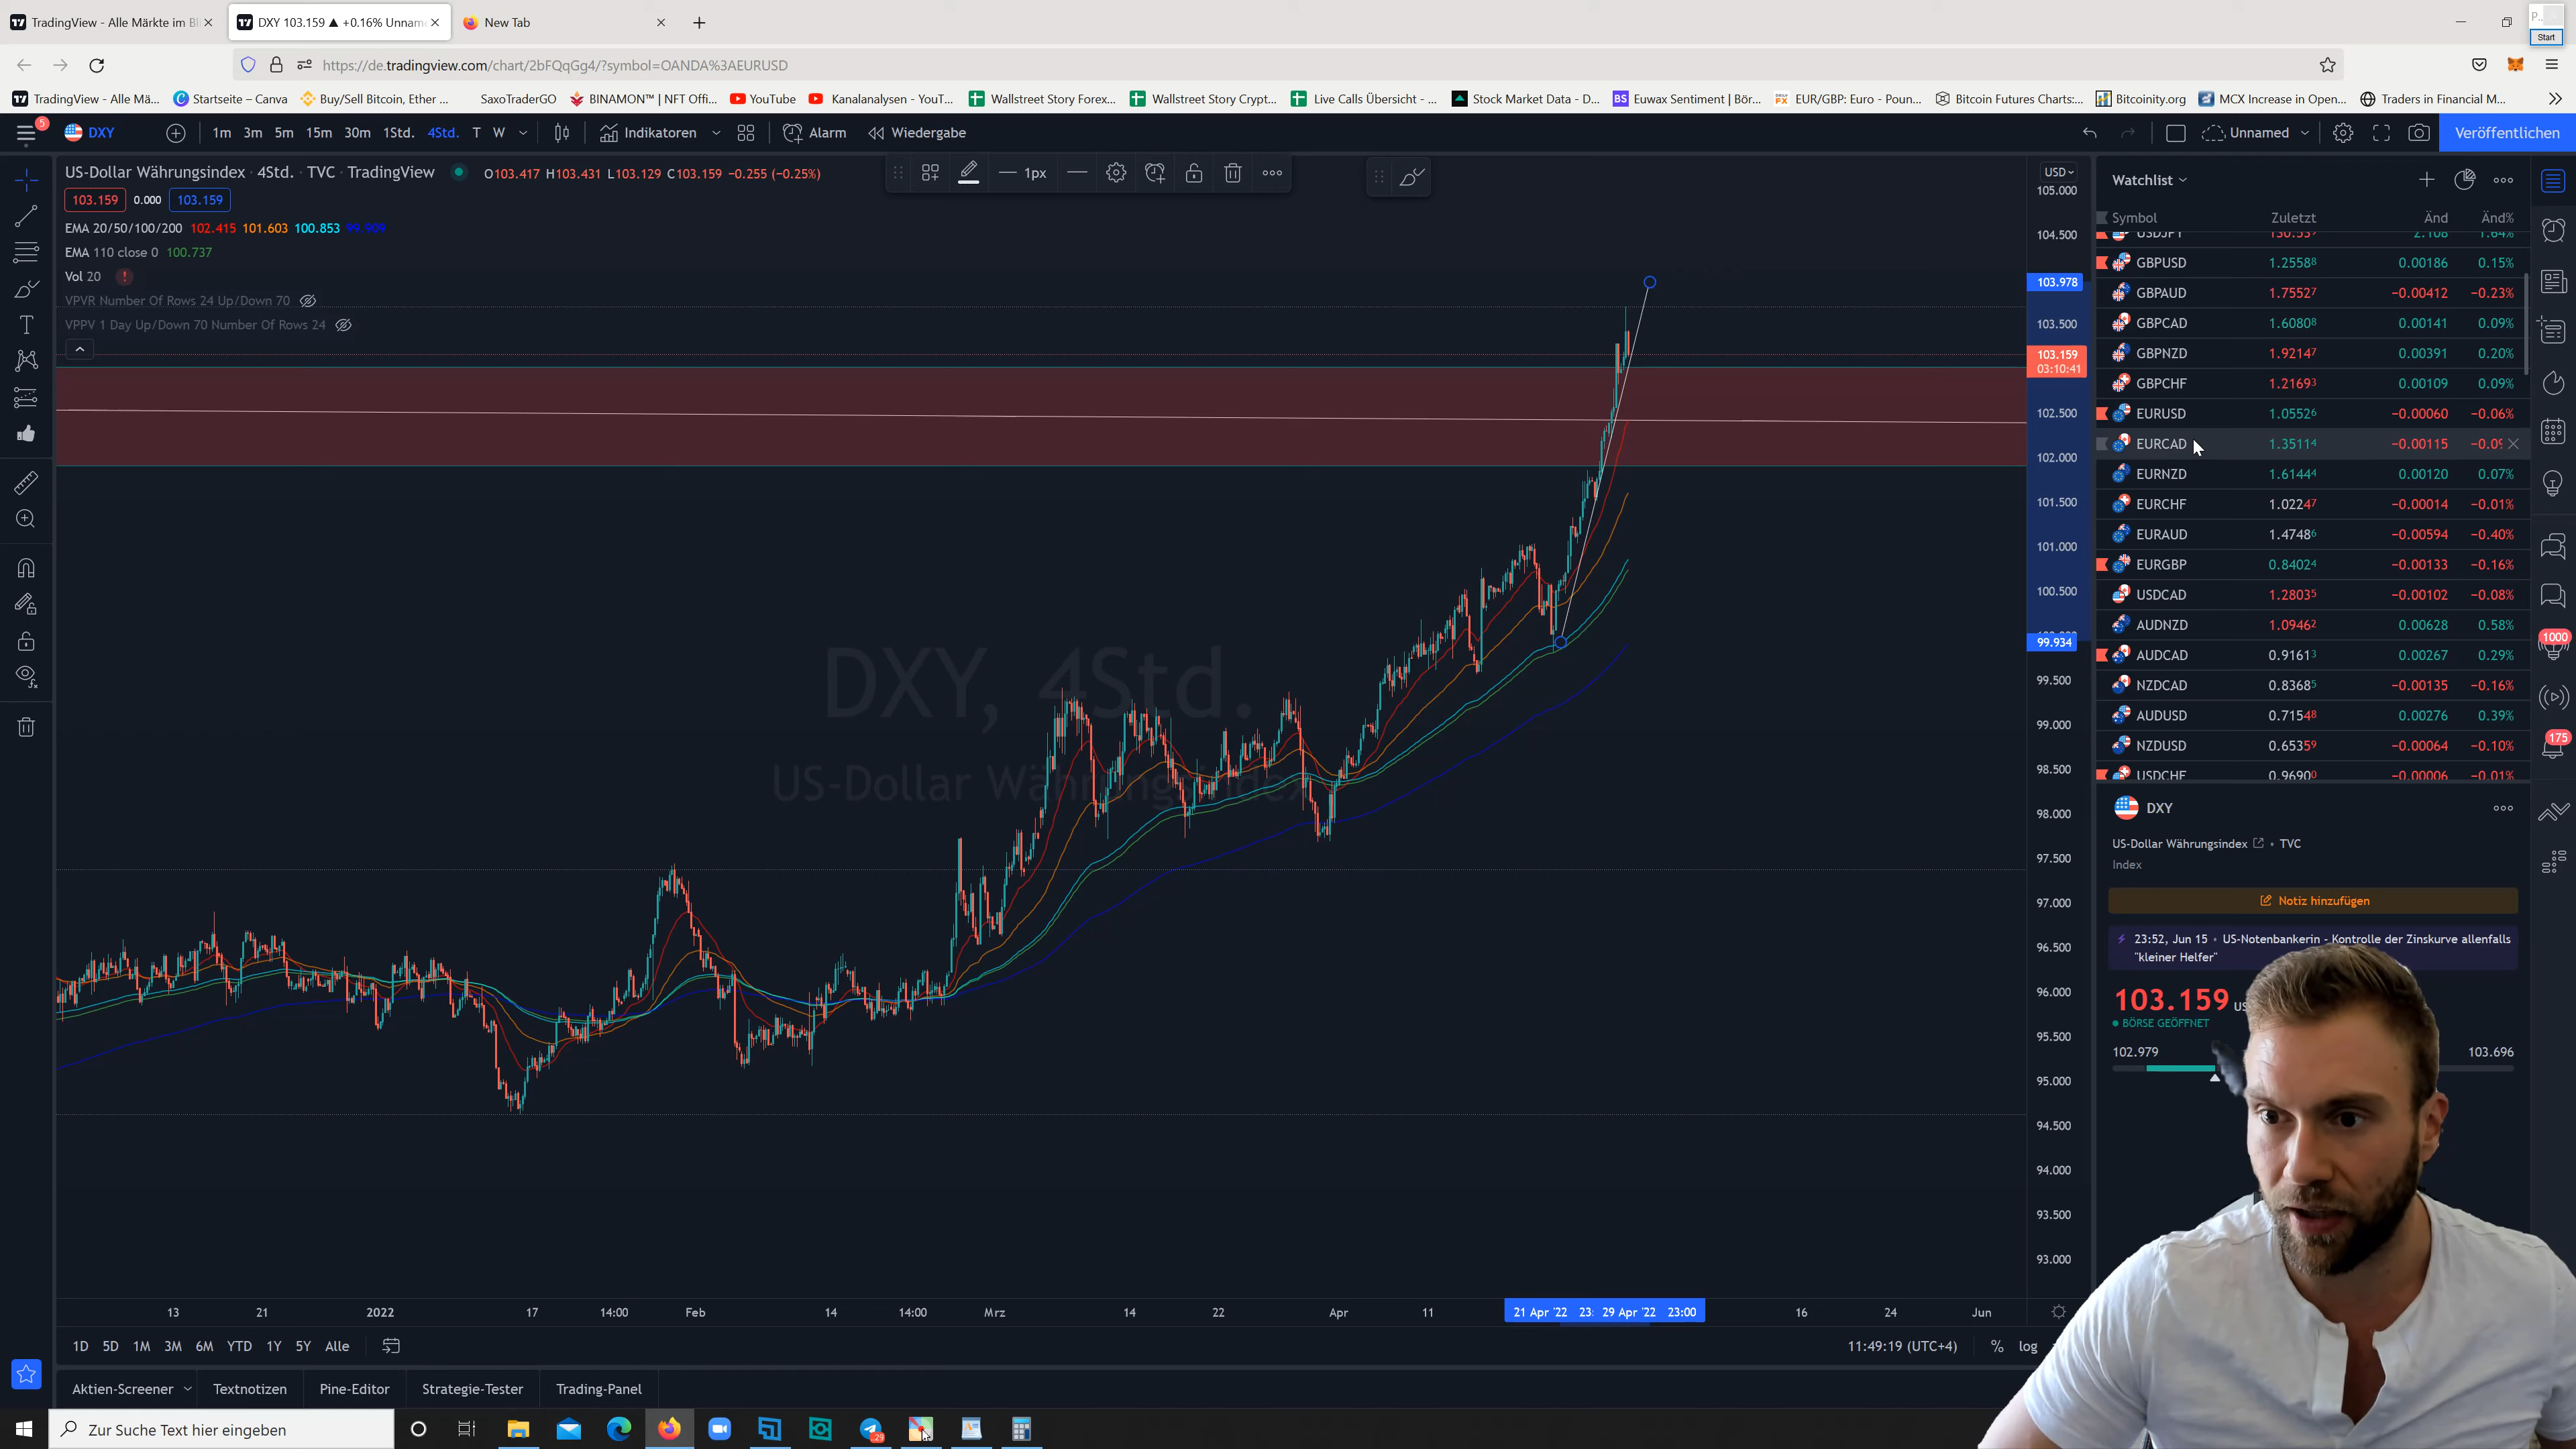 TradingView - Alle Märkte im Bl
DXY 103.159 ▲ +0.16% Unnam
New Tab
P...
Start
https://de.tradingview.com/chart/2bFQqGg4/?symbol=OANDA%3AEURUSD
TradingView - Alle Mä...
Startseite – Canva
Buy/Sell Bitcoin, Ether ...
SaxoTraderGO
BINAMON™ | NFT Offi...
YouTube
Kanalanalysen - YouT...
Wallstreet Story Forex...
Wallstreet Story Crypt...
Live Calls Übersicht - ...
Stock Market Data - D...
Euwax Sentiment | Bör...
EUR/GBP: Euro - Poun...
Bitcoin Futures Charts:...
Bitcoinity.org
MCX Increase in Open...
Traders in Financial M...
5
DXY
1m 3m 5m 15m 30m 1Std. 4Std. T W
Indikatoren
Alarm
Wiedergabe
Unnamed
Veröffentlichen
US-Dollar Währungsindex · 4Std. · TVC · TradingView
O103.417 H103.431 L103.129 C103.159 −0.255 (−0.25%)
103.159 0.000 103.159
EMA 20/50/100/200 102.415 101.603 100.853 99.909
EMA 110 close 0 100.737
Vol 20
VPVR Number Of Rows 24 Up/Down 70
VPPV 1 Day Up/Down 70 Number Of Rows 24
1px
DXY, 4Std.
US-Dollar Währungsindex
USD
105.000
104.500
103.978
103.500
103.159
03:10:41
102.500
102.000
101.500
101.000
100.500
99.934
99.500
99.000
98.500
98.000
97.500
97.000
96.500
96.000
95.500
95.000
94.500
94.000
93.500
93.000
13 21 2022 17 14:00 Feb 14 14:00 Mrz 14 22 Apr 11 21 Apr '22 23: 29 Apr '22 23:00 16 24 Jun
1D 5D 1M 3M 6M YTD 1Y 5Y Alle
11:49:19 (UTC+4) % log
Aktien-Screener
Textnotizen
Pine-Editor
Strategie-Tester
Trading-Panel
Zur Suche Text hier eingeben
Watchlist
Symbol Zuletzt Änd Änd%
USDJPY 130.539 2.108 1.64%
GBPUSD 1.25588 0.00186 0.15%
GBPAUD 1.75527 −0.00412 −0.23%
GBPCAD 1.60808 0.00141 0.09%
GBPNZD 1.92147 0.00391 0.20%
GBPCHF 1.21693 0.00109 0.09%
EURUSD 1.05526 −0.00060 −0.06%
EURCAD 1.35114 −0.00115 −0.09
EURNZD 1.61444 0.00120 0.07%
EURCHF 1.02247 −0.00014 −0.01%
EURAUD 1.47486 −0.00594 −0.40%
EURGBP 0.84024 −0.00133 −0.16%
USDCAD 1.28035 −0.00102 −0.08%
AUDNZD 1.09462 0.00628 0.58%
AUDCAD 0.91613 0.00267 0.29%
NZDCAD 0.83685 −0.00135 −0.16%
AUDUSD 0.71548 0.00276 0.39%
NZDUSD 0.65359 −0.00064 −0.10%
USDCHF 0.96900 −0.00006 −0.01%
DXY
US-Dollar Währungsindex • TVC
Index
Notiz hinzufügen
23:52, Jun 15 • US-Notenbankerin - Kontrolle der Zinskurve allenfalls
"kleiner Helfer"
103.159 US
BÖRSE GEÖFFNET
102.979 103.696
1000
175